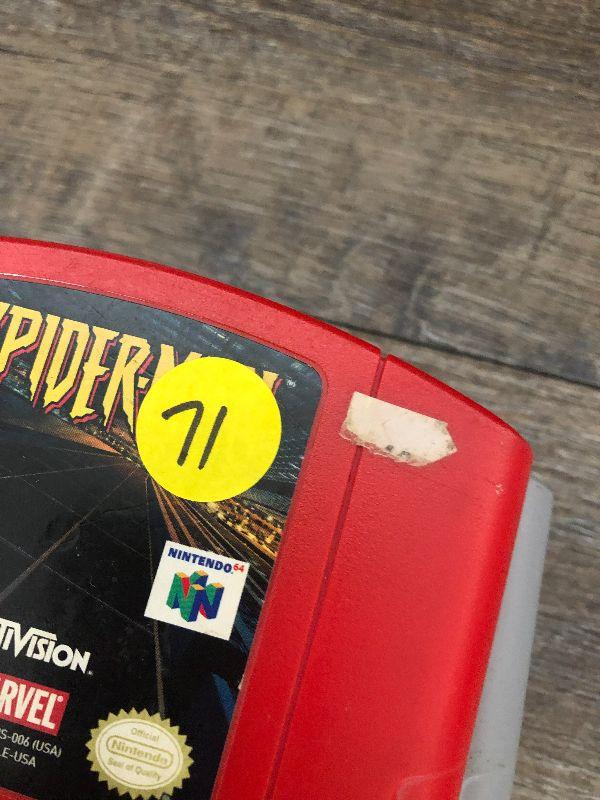 PIDER-M
71
NINTENDO64
TIVISION.
RVEL
S-006 (USA)
E-USA
Official
Nintendo
Seal of Quality